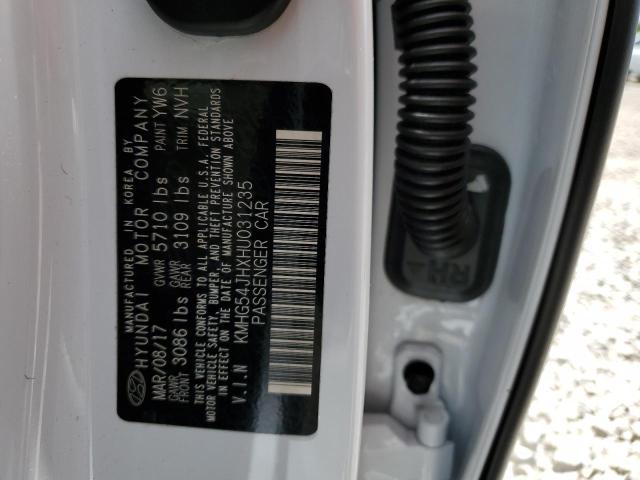 MANUFACTURED IN KOREA BY
HYUNDAI MOTOR COMPANY
MAR/08/17 GVWR 5710 lbs PAINT YW6
GAWR FRONT 3086 lbs GAWR REAR 3109 lbs TRIM NVH
THIS VEHICLE CONFORMS TO ALL APPLICABLE U.S.A. FEDERAL
MOTOR VEHICLE SAFETY, BUMPER, AND THEFT PREVENTION STANDARDS
IN EFFECT ON THE DATE OF MANUFACTURE SHOWN ABOVE
V.I.N KMHG54JHXHU031235
PASSENGER CAR
RH